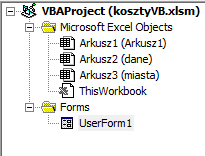 VBAProject (kosztyVB.xlsm)
Microsoft Excel Objects
Arkusz1 (Arkusz1)
Arkusz2 (dane)
Arkusz3 (miasta)
ThisWorkbook
Forms
UserForm1